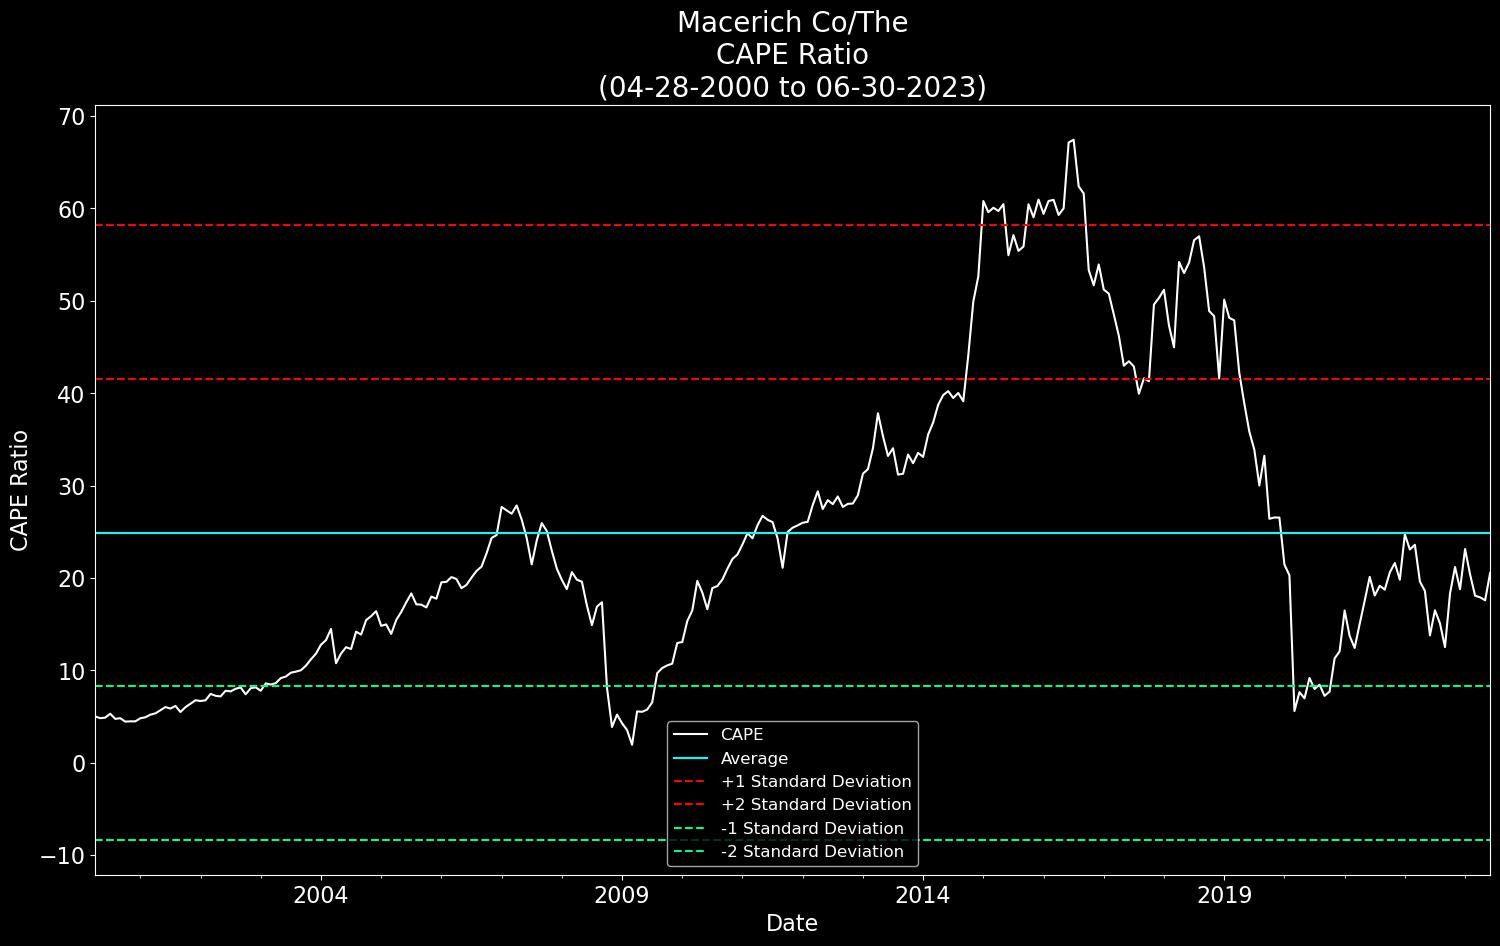 Macerich Co/The
CAPE Ratio
(04-28-2000 to 06-30-2023)
70
60
50
40
30
20
10
0
−10
CAPE Ratio
CAPE
Average
+1 Standard Deviation
+2 Standard Deviation
-1 Standard Deviation
-2 Standard Deviation
2004
2009
2014
2019
Date